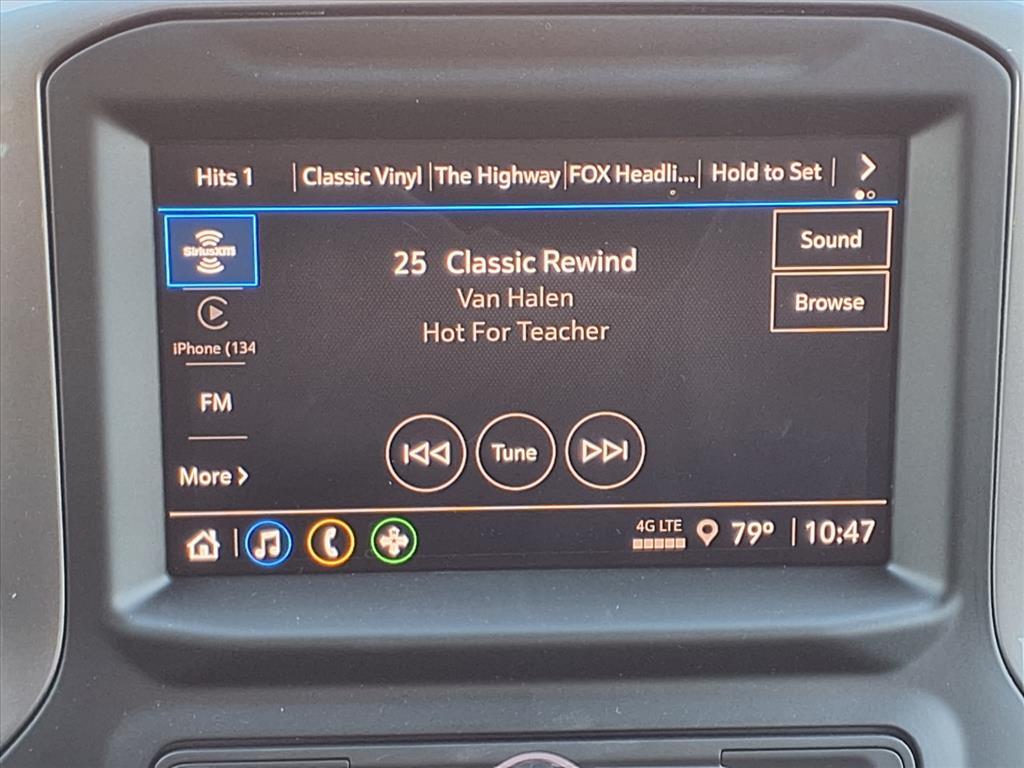 Hits 1 Classic Vinyl The Highway FOX Headli... Hold to Set
SiriusXM
iPhone (134
FM
More
25 Classic Rewind
Van Halen
Hot For Teacher
Tune
Sound
Browse
4G LTE 79° 10:47